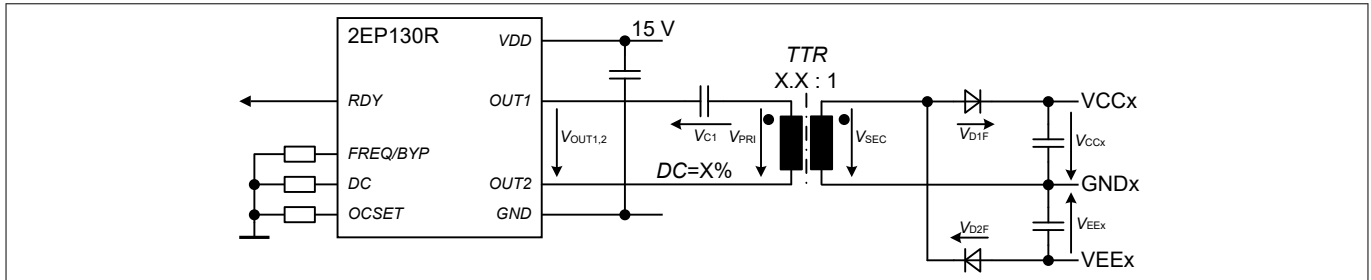 2EP130R
VDD
15 V
TTR
X.X : 1
RDY
OUT1
VCCx
VOUT1,2
VC1
VPRI
VSEC
VD1F
VCCx
FREQ/BYP
DC
OUT2
DC=X%
GNDx
OCSET
GND
VD2F
VEEx
VEEx